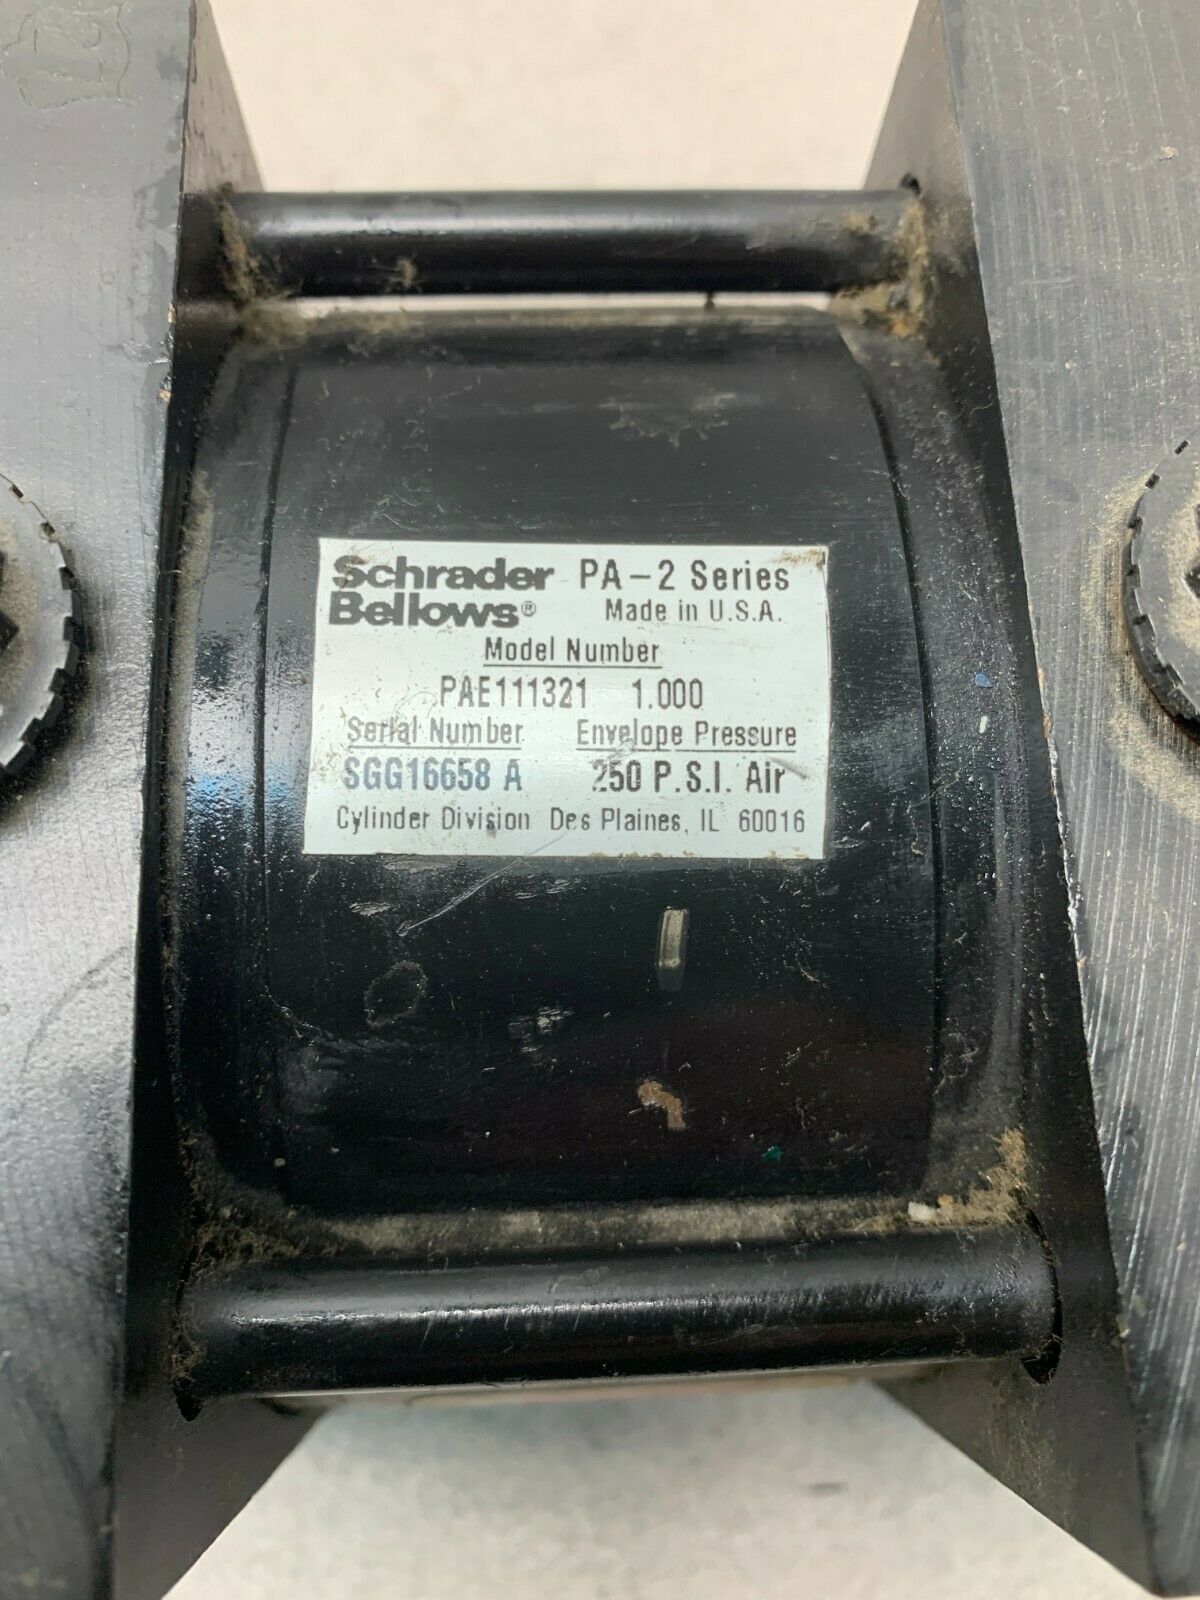 Schrader Bellows® PA-2 Series
Made in U.S.A.
Model Number
PAE111321 1.000
Serial Number Envelope Pressure
SGG16658 A 250 P.S.I. Air
Cylinder Division Des Plaines, IL 60016